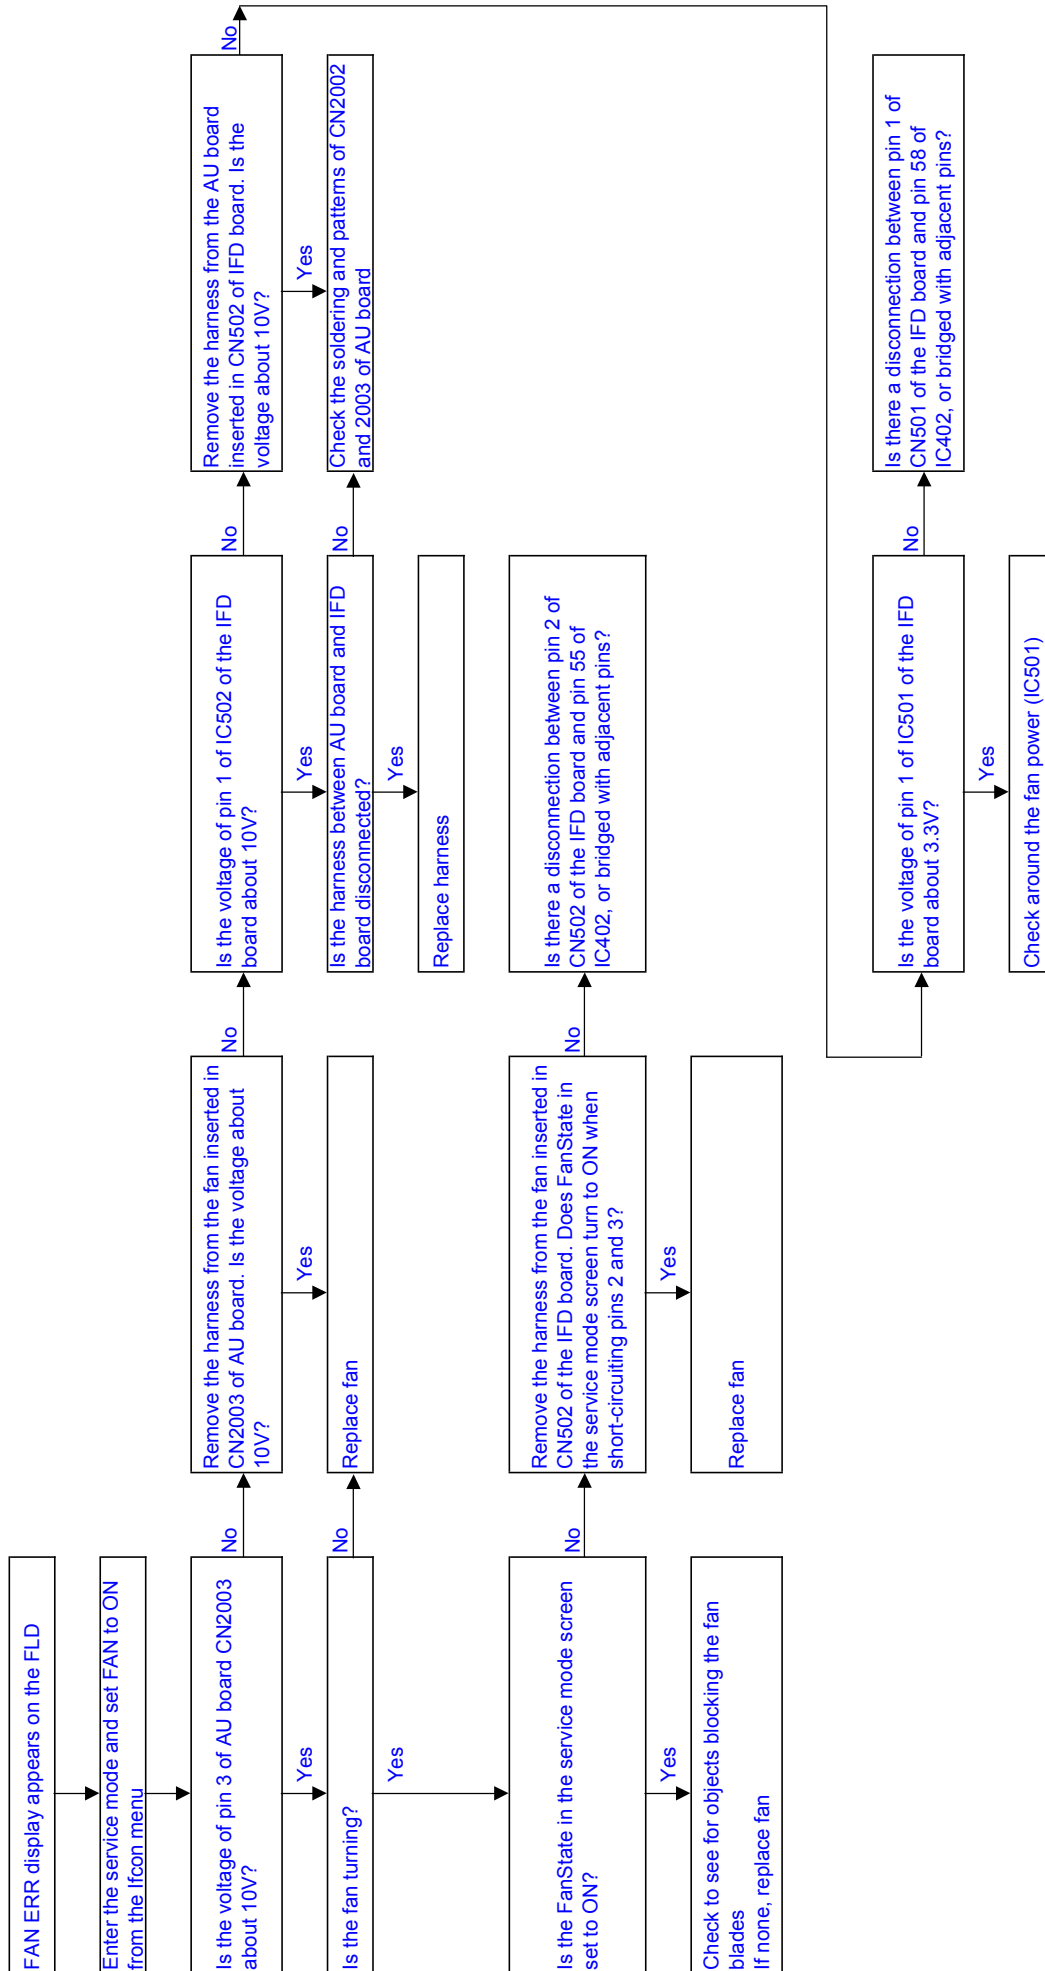 FAN ERR display appears on the FLD
Enter the service mode and set FAN to ON
from the Ifcon menu
Is the voltage of pin 3 of AU board CN2003
about 10V?
No
Yes
Remove the harness from the fan inserted in
CN2003 of AU board. Is the voltage about
10V?
No
Yes
Is the voltage of pin 1 of IC502 of the IFD
board about 10V?
No
Yes
Remove the harness from the AU board
inserted in CN502 of IFD board. Is the
voltage about 10V?
No
Yes
Is the fan turning?
No
Yes
Replace fan
Is the harness between AU board and IFD
board disconnected?
No
Yes
Check the soldering and patterns of CN2002
and 2003 of AU board
Replace harness
Is the FanState in the service mode screen
set to ON?
No
Yes
Remove the harness from the fan inserted in
CN502 of the IFD board. Does FanState in
the service mode screen turn to ON when
short-circuiting pins 2 and 3?
No
Yes
Is there a disconnection between pin 2 of
CN502 of the IFD board and pin 55 of
IC402, or bridged with adjacent pins?
Check to see for objects blocking the fan
blades
If none, replace fan
Replace fan
Is the voltage of pin 1 of IC501 of the IFD
board about 3.3V?
No
Yes
Is there a disconnection between pin 1 of
CN501 of the IFD board and pin 58 of
IC402, or bridged with adjacent pins?
Check around the fan power (IC501)